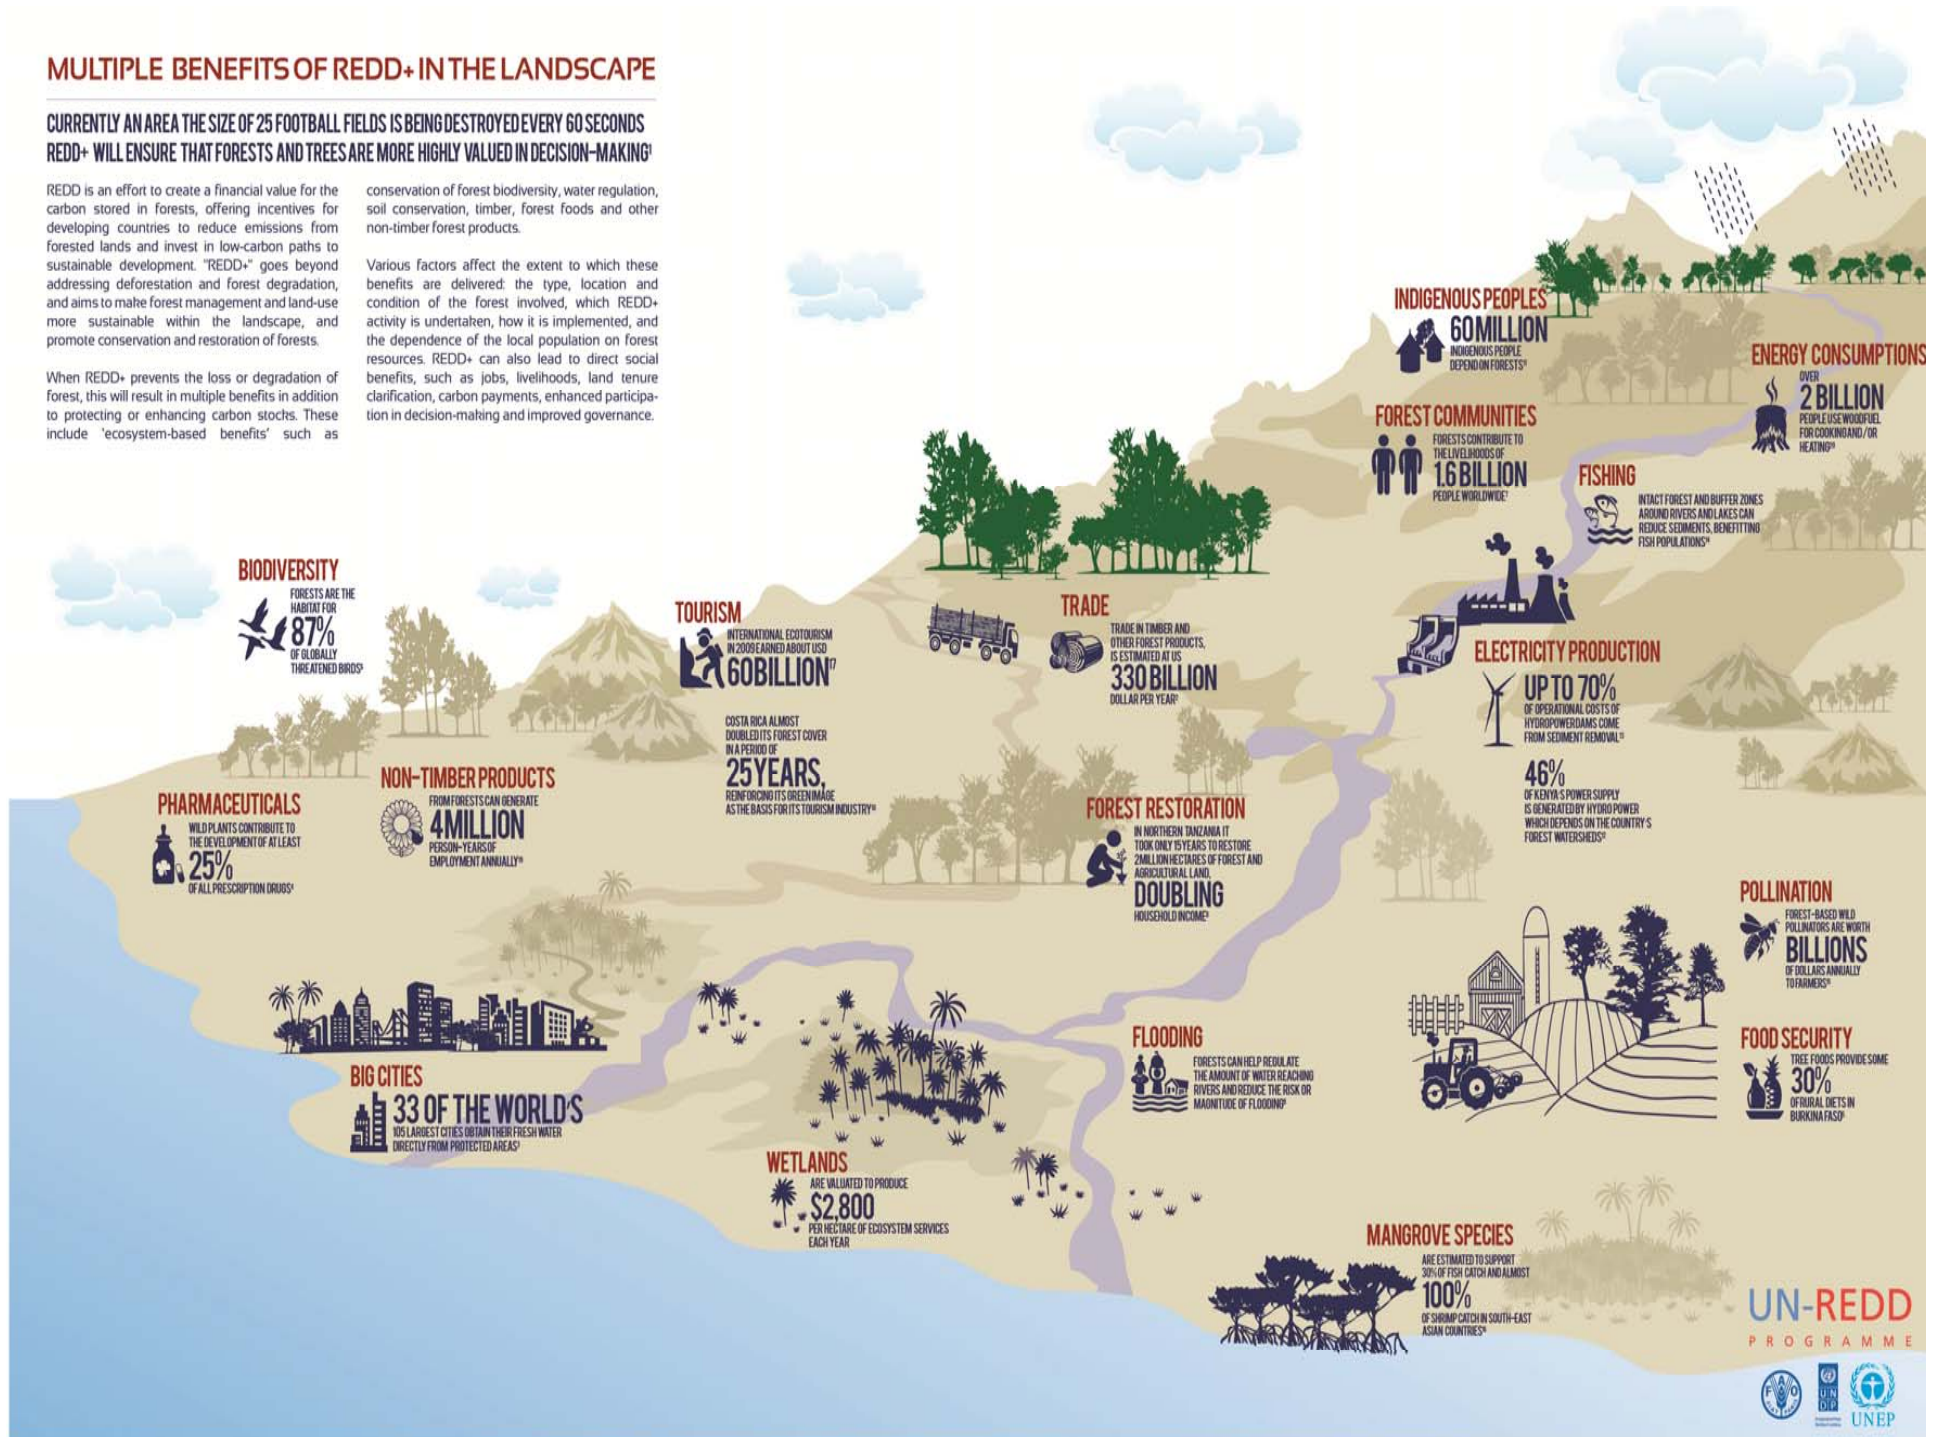 MULTIPLE BENEFITS OF REDD+ IN THE LANDSCAPE
CURRENTLY AN AREA THE SIZE OF 25 FOOTBALL FIELDS IS BEING DESTROYED EVERY 60 SECONDS
REDD+ WILL ENSURE THAT FORESTS AND TREES ARE MORE HIGHLY VALUED IN DECISION-MAKING¹
REDD is an effort to create a financial value for the
carbon stored in forests, offering incentives for
developing countries to reduce emissions from
forested lands and invest in low-carbon paths to
sustainable development. "REDD+" goes beyond
addressing deforestation and forest degradation,
and aims to make forest management and land-use
more sustainable within the landscape, and
promote conservation and restoration of forests.
When REDD+ prevents the loss or degradation of
forest, this will result in multiple benefits in addition
to protecting or enhancing carbon stocks. These
include 'ecosystem-based benefits' such as
conservation of forest biodiversity, water regulation,
soil conservation, timber, forest foods and other
non-timber forest products.
Various factors affect the extent to which these
benefits are delivered: the type, location and
condition of the forest involved, which REDD+
activity is undertaken, how it is implemented, and
the dependence of the local population on forest
resources. REDD+ can also lead to direct social
benefits, such as jobs, livelihoods, land tenure
clarification, carbon payments, enhanced participa-
tion in decision-making and improved governance.
INDIGENOUS PEOPLES
60 MILLION
INDIGENOUS PEOPLE
DEPEND ON FORESTS
ENERGY CONSUMPTIONS
OVER
2 BILLION
PEOPLE USE WOODFUEL
FOR COOKING AND/OR
HEATING
FOREST COMMUNITIES
FORESTS CONTRIBUTE TO
THE LIVELIHOODS OF
1.6 BILLION
PEOPLE WORLDWIDE
FISHING
INTACT FOREST AND BUFFER ZONES
AROUND RIVERS AND LAKES CAN
REDUCE SEDIMENTS, BENEFITTING
FISH POPULATIONS
BIODIVERSITY
FORESTS ARE THE
HABITAT FOR
87%
OF GLOBALLY
THREATENED BIRDS
TOURISM
INTERNATIONAL ECOTOURISM
IN 2009 EARNED ABOUT USD
60 BILLION¹⁷
COSTA RICA ALMOST
DOUBLED ITS FOREST COVER
IN A PERIOD OF
25 YEARS,
REINFORCING ITS GREEN IMAGE
AS THE BASIS FOR ITS TOURISM INDUSTRY
TRADE
TRADE IN TIMBER AND
OTHER FOREST PRODUCTS,
IS ESTIMATED AT US
330 BILLION
DOLLAR PER YEAR
ELECTRICITY PRODUCTION
UP TO 70%
OF OPERATIONAL COSTS OF
HYDROPOWERDAMS COME
FROM SEDIMENT REMOVAL
46%
OF KENYA'S POWER SUPPLY
IS GENERATED BY HYDRO POWER
WHICH DEPENDS ON THE COUNTRY'S
FOREST WATERSHEDS
PHARMACEUTICALS
WILD PLANTS CONTRIBUTE TO
THE DEVELOPMENT OF AT LEAST
25%
OF ALL PRESCRIPTION DRUGS
NON-TIMBER PRODUCTS
FROM FORESTS CAN GENERATE
4 MILLION
PERSON-YEARS OF
EMPLOYMENT ANNUALLY
FOREST RESTORATION
IN NORTHERN TANZANIA IT
TOOK ONLY 15 YEARS TO RESTORE
2 MILLION HECTARES OF FOREST AND
AGRICULTURAL LAND,
DOUBLING
HOUSEHOLD INCOME
POLLINATION
FOREST-BASED WILD
POLLINATORS ARE WORTH
BILLIONS
OF DOLLARS ANNUALLY
TO FARMERS
BIG CITIES
33 OF THE WORLD'S
105 LARGEST CITIES OBTAIN THEIR FRESH WATER
DIRECTLY FROM PROTECTED AREAS
FLOODING
FORESTS CAN HELP REGULATE
THE AMOUNT OF WATER REACHING
RIVERS AND REDUCE THE RISK OR
MAGNITUDE OF FLOODING
FOOD SECURITY
TREE FOODS PROVIDE SOME
30%
OF RURAL DIETS IN
BURKINA FASO
WETLANDS
ARE VALUATED TO PRODUCE
$2,800
PER HECTARE OF ECOSYSTEM SERVICES
EACH YEAR
MANGROVE SPECIES
ARE ESTIMATED TO SUPPORT
30% OF FISH CATCH AND ALMOST
100%
OF SHRIMP CATCH IN SOUTH-EAST
ASIAN COUNTRIES
UN-REDD
PROGRAMME
FAO
UN
DP
UNEP